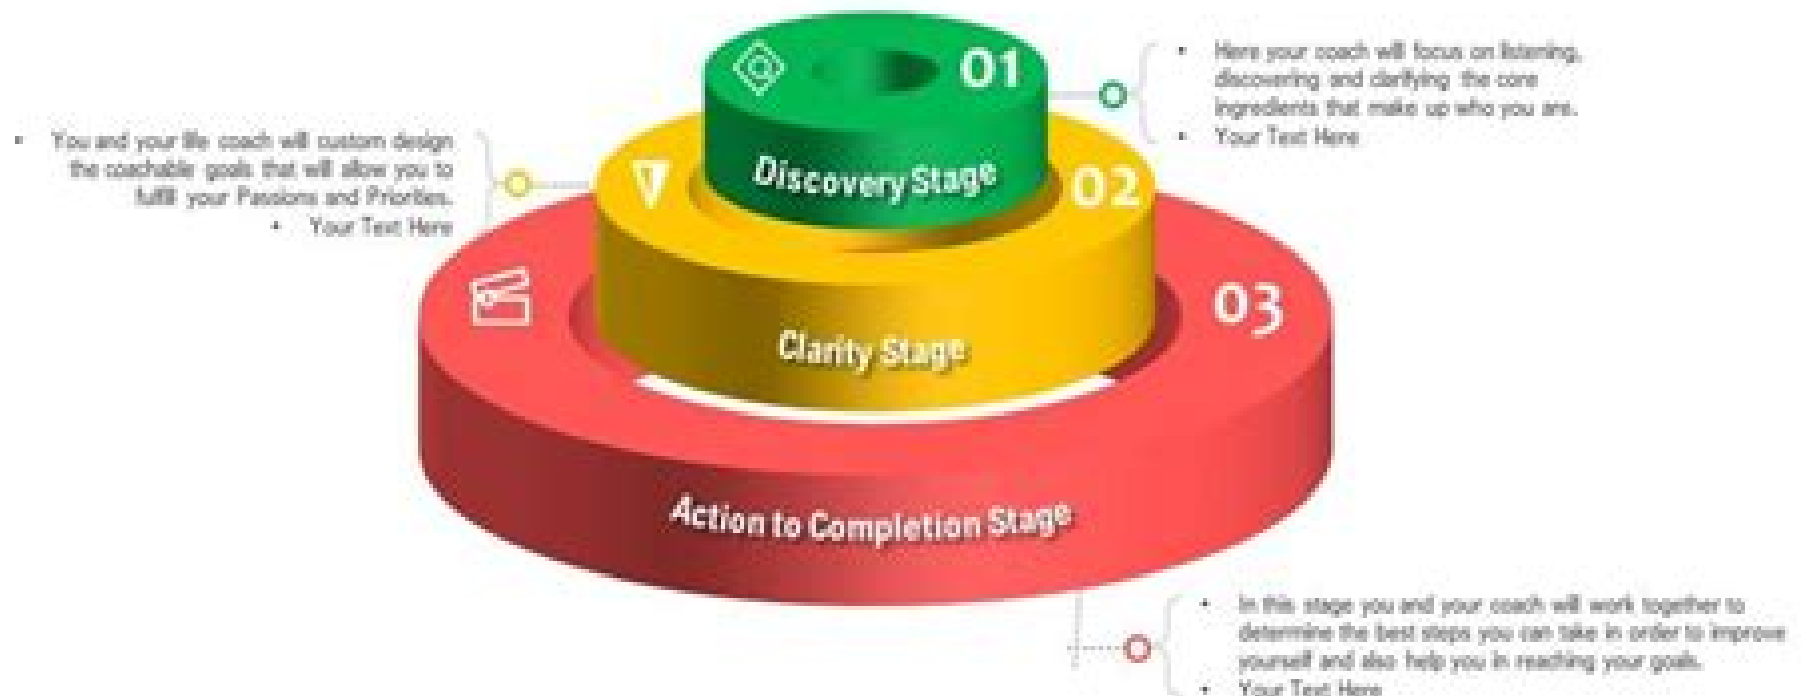 01
• Here your coach will focus on listening,
discovering and clarifying the core
ingredients that make up who you are.
• Your Text Here
Discovery Stage
• You and your life coach will custom design
the coachable goals that will allow you to
fulfill your Passions and Priorities.
• Your Text Here
02
Clarity Stage
03
Action to Completion Stage
• In this stage you and your coach will work together to
determine the best steps you can take in order to improve
yourself and also help you in reaching your goals.
• Your Text Here